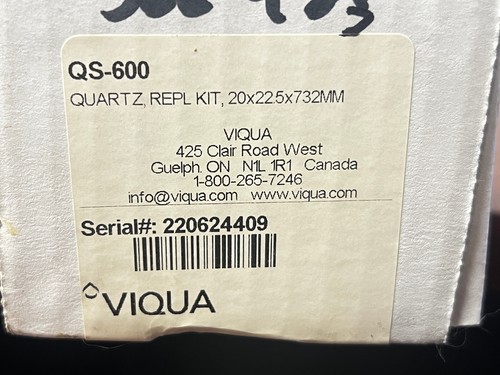 QS-600
QUARTZ, REPL KIT, 20x22.5x732MM
VIQUA
425 Clair Road West
Guelph. ON N1L 1R1 Canada
1-800-265-7246
info@viqua.com www.viqua.com
Serial#: 220624409
VIQUA